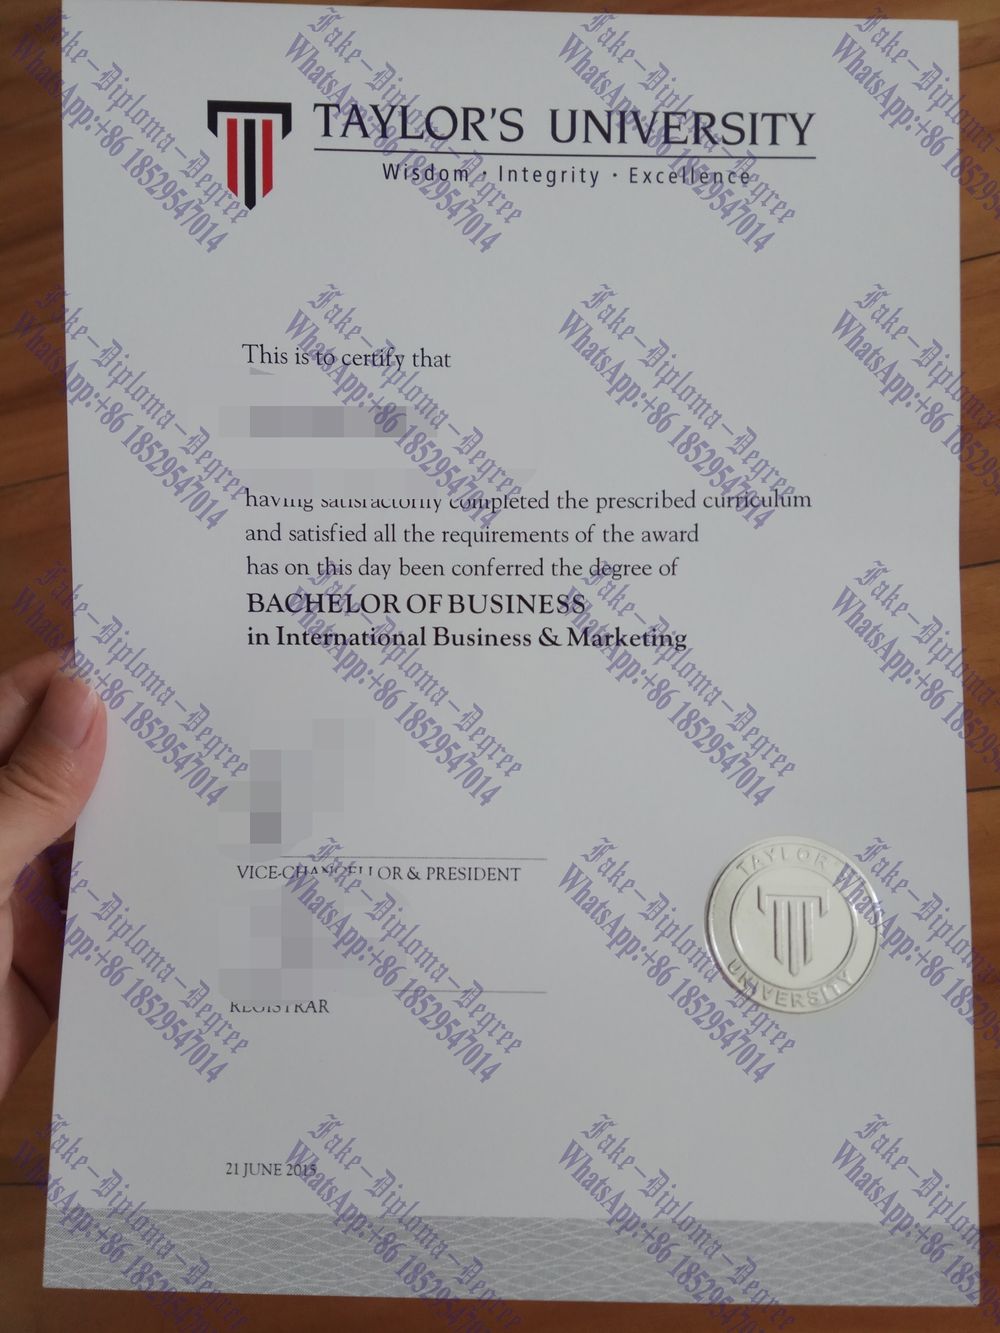 TAYLOR'S UNIVERSITY
Wisdom · Integrity · Excellence
This is to certify that
having satisfactorily completed the prescribed curriculum
and satisfied all the requirements of the award
has on this day been conferred the degree of
BACHELOR OF BUSINESS
in International Business & Marketing
VICE-CHANCELLOR & PRESIDENT
REGISTRAR
TAYLOR'S
UNIVERSITY
21 JUNE 2015
Fake-Diploma-Degree
WhatsApp:+86 18529547014